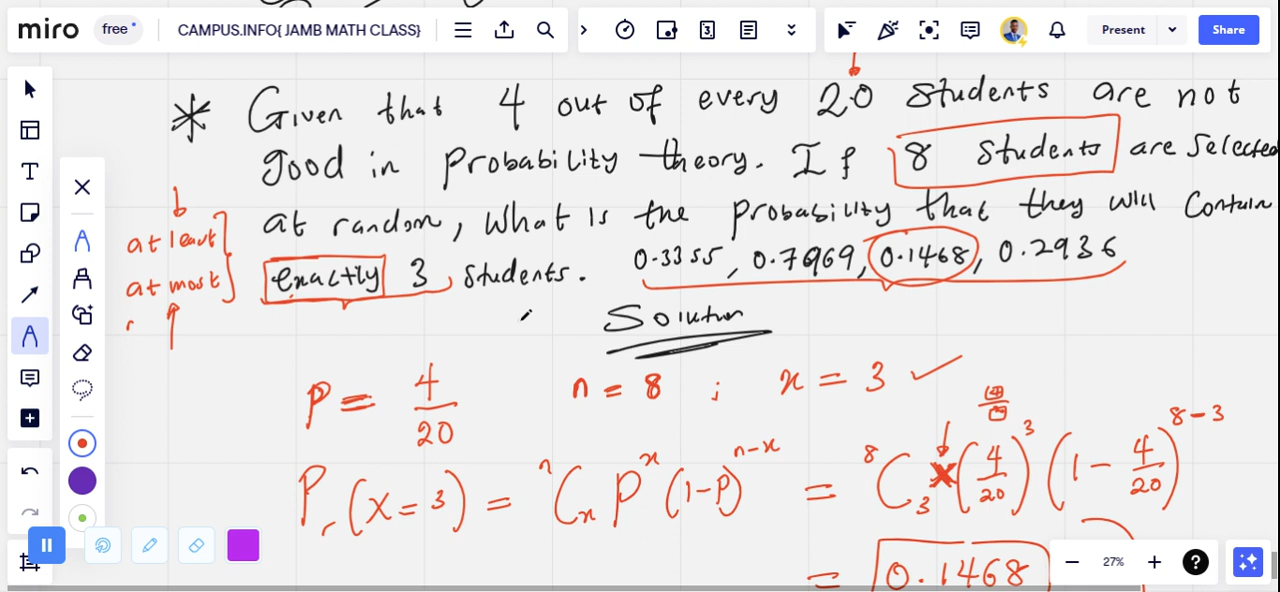 miro free CAMPUS.INFO{ JAMB MATH CLASS} Present Share
* Given that 4 out of every 20 students are not
good in probability theory. If 8 students are selected
at random, what is the probability that they will contain
exactly 3 students. 0.3355, 0.7969, 0.1468, 0.2936
at least
at most
Solution
P = 4/20 n = 8 ; x = 3 ✓
Pr (X = 3) = ⁿCₓ Pˣ (1-P)ⁿ⁻ˣ = ⁸C₃ × (4/20)³ (1 - 4/20)⁸⁻³
= 0.1468
27%